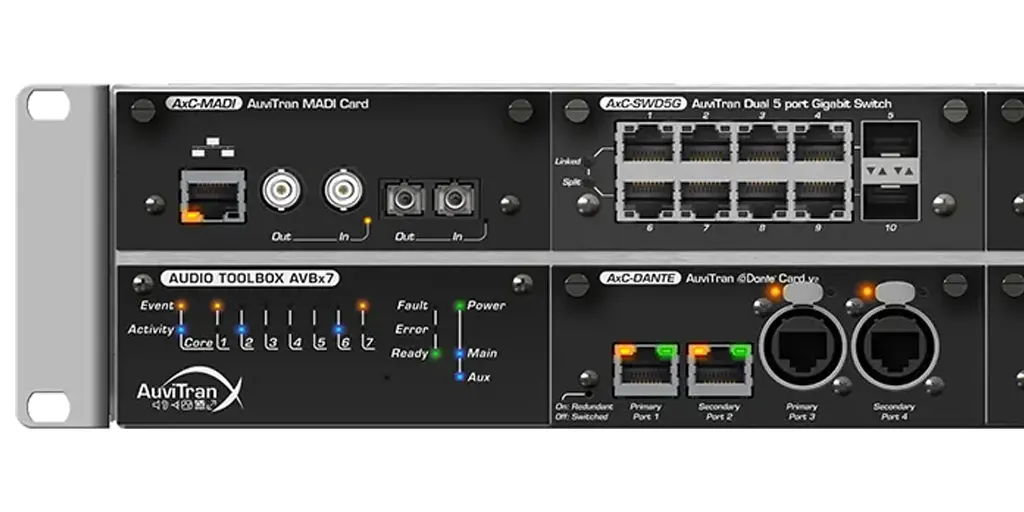 AxC-MADI AuviTran MADI Card
Out In Out In
AxC-SWD5G AuviTran Dual 5 port Gigabit Switch
1 2 3 4 5
Linked
Split
6 7 8 9 10
AUDIO TOOLBOX AVBx7
Event
Activity
Core 1 2 3 4 5 6 7
Fault Power
Error
Ready Main
Aux
AuviTran
AxC-DANTE AuviTran Dante Card
On: Redundant
Off: Switched
Primary
Port 1
Secondary
Port 2
Primary
Port 3
Secondary
Port 4